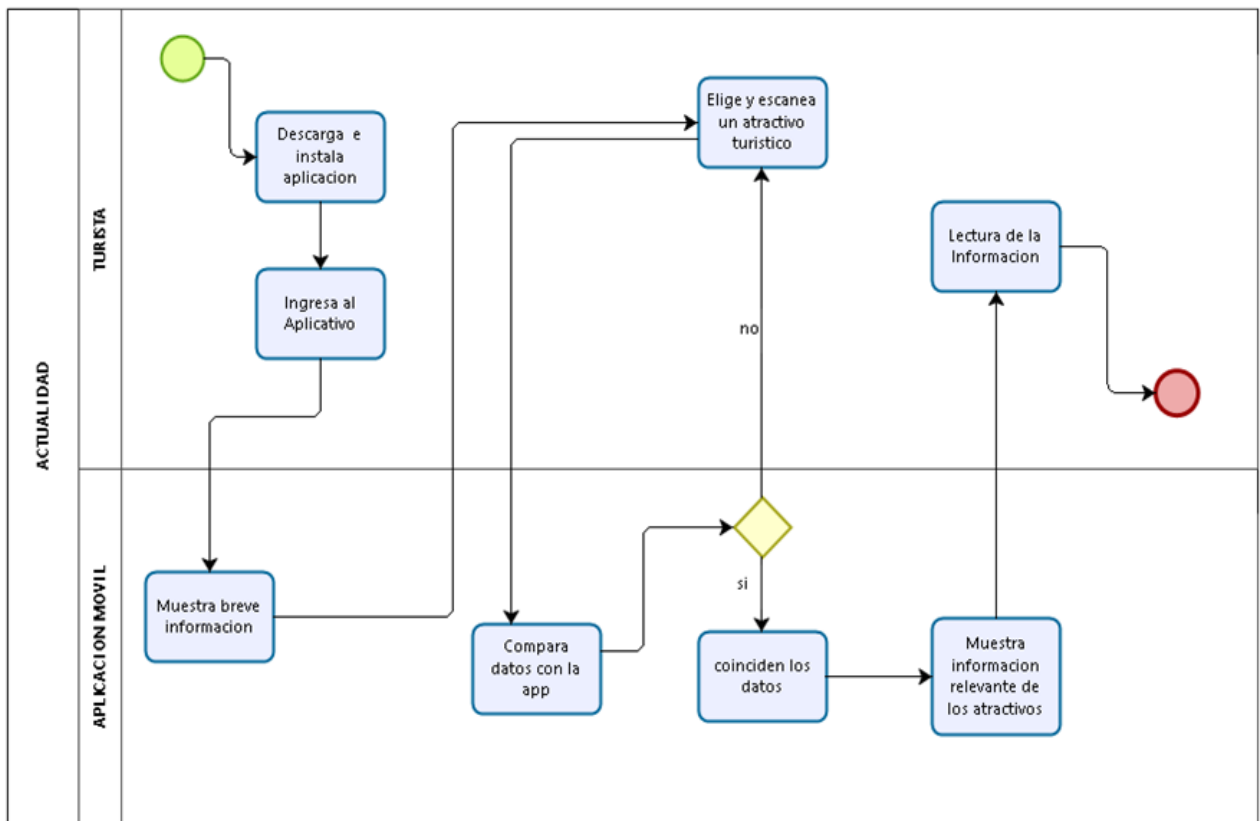 ACTUALIDAD
TURISTA
Descarga e
instala
aplicacion
Ingresa al
Aplicativo
Elige y escanea
un atractivo
turistico
Lectura de la
Informacion
no
APLICACION MOVIL
Muestra breve
informacion
Compara
datos con la
app
si
coinciden los
datos
Muestra
informacion
relevante de
los atractivos